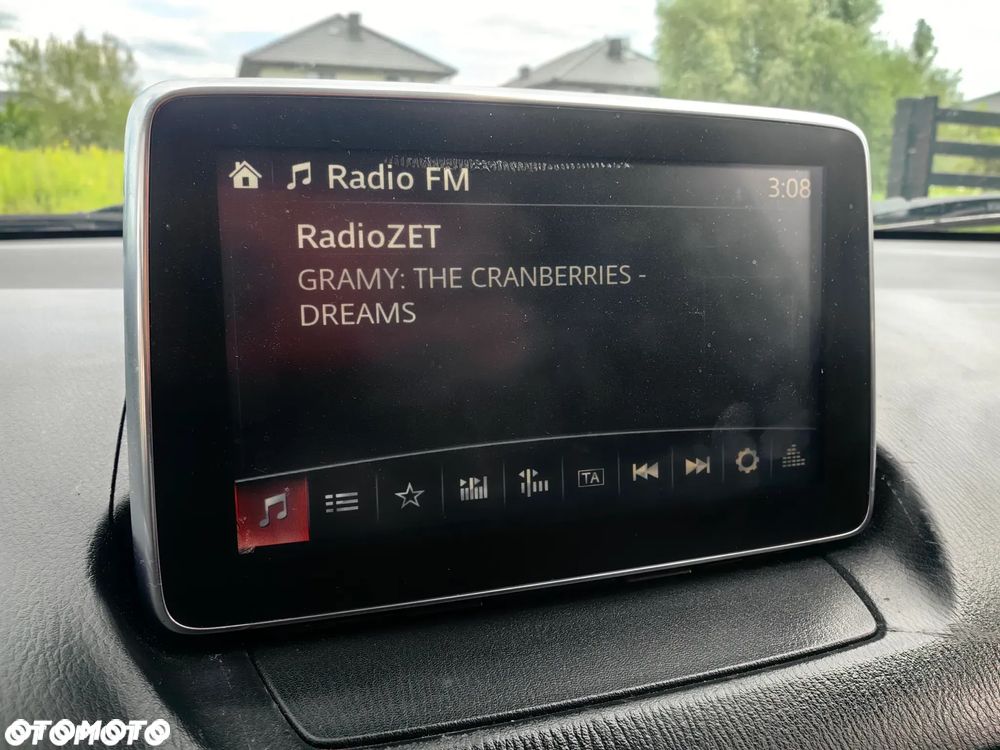 Radio FM
3:08
RadioZET
GRAMY: THE CRANBERRIES -
DREAMS
TA
OTOMOTO